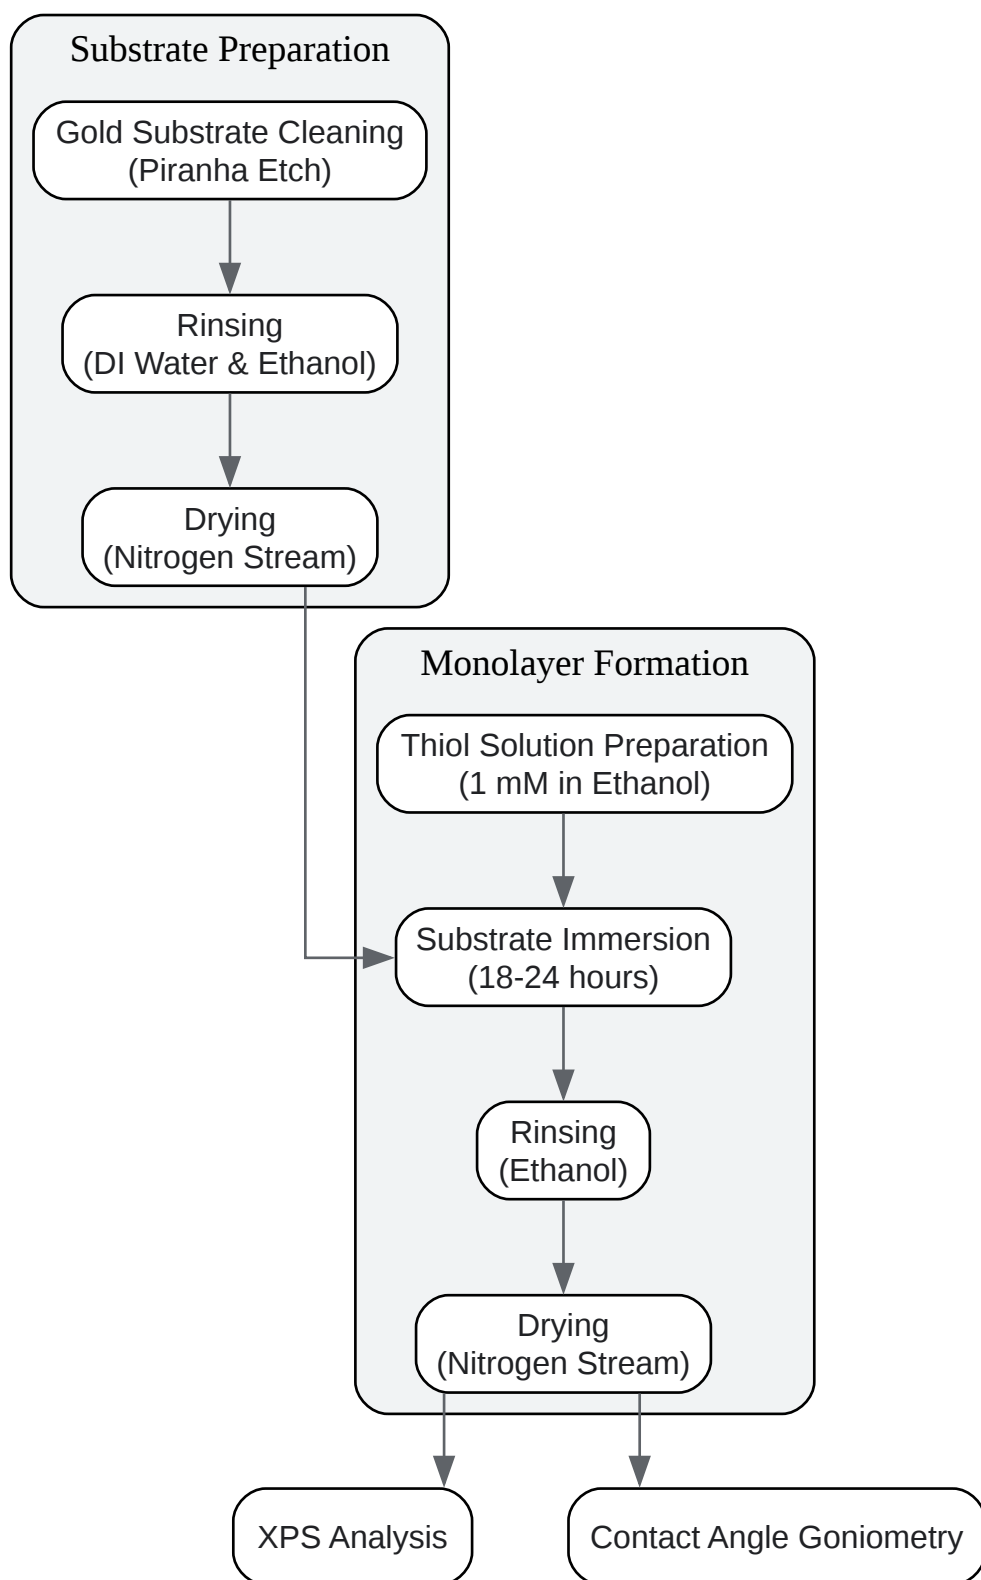 Substrate Preparation
Gold Substrate Cleaning
(Piranha Etch)
Rinsing
(DI Water & Ethanol)
Drying
(Nitrogen Stream)
Monolayer Formation
Thiol Solution Preparation
(1 mM in Ethanol)
Substrate Immersion
(18-24 hours)
Rinsing
(Ethanol)
Drying
(Nitrogen Stream)
XPS Analysis
Contact Angle Goniometry